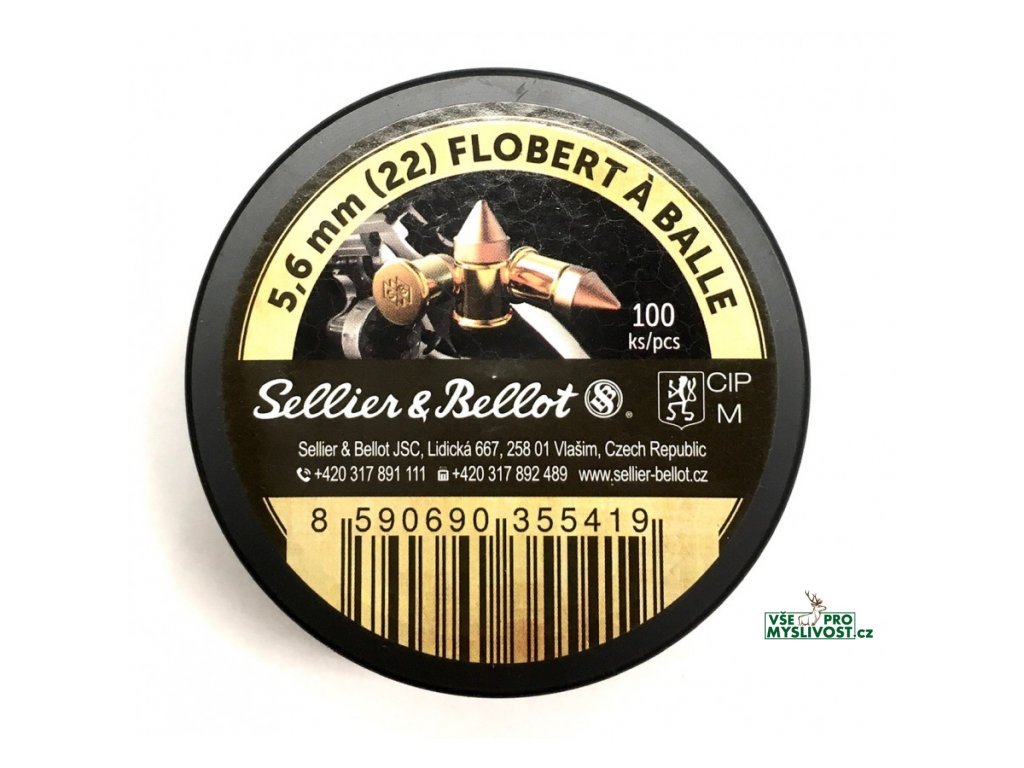 5,6 mm (22) FLOBERT À BALLE
100
ks/pcs
Sellier & Bellot ®
CIP
M
Sellier & Bellot JSC, Lidická 667, 258 01 Vlašim, Czech Republic
+420 317 891 111 +420 317 892 489 www.sellier-bellot.cz
8 590690 355419
VŠE PRO
MYSLIVOST.cz